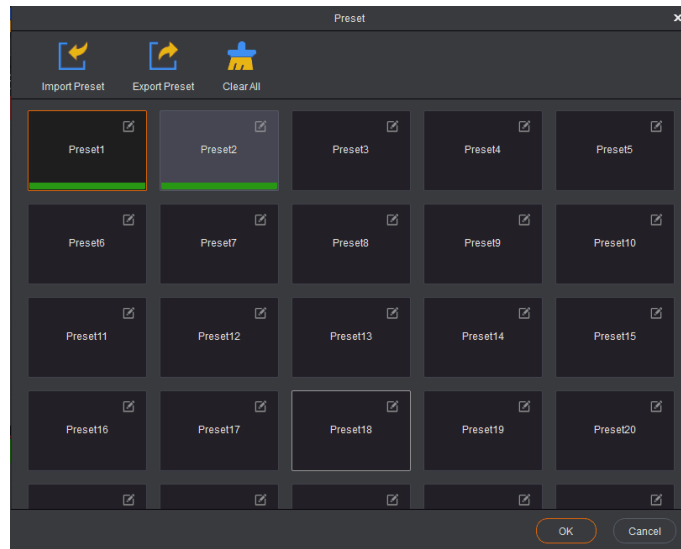 Preset
Import Preset Export Preset Clear All
Preset1 Preset2 Preset3 Preset4 Preset5
Preset6 Preset7 Preset8 Preset9 Preset10
Preset11 Preset12 Preset13 Preset14 Preset15
Preset16 Preset17 Preset18 Preset19 Preset20
OK Cancel